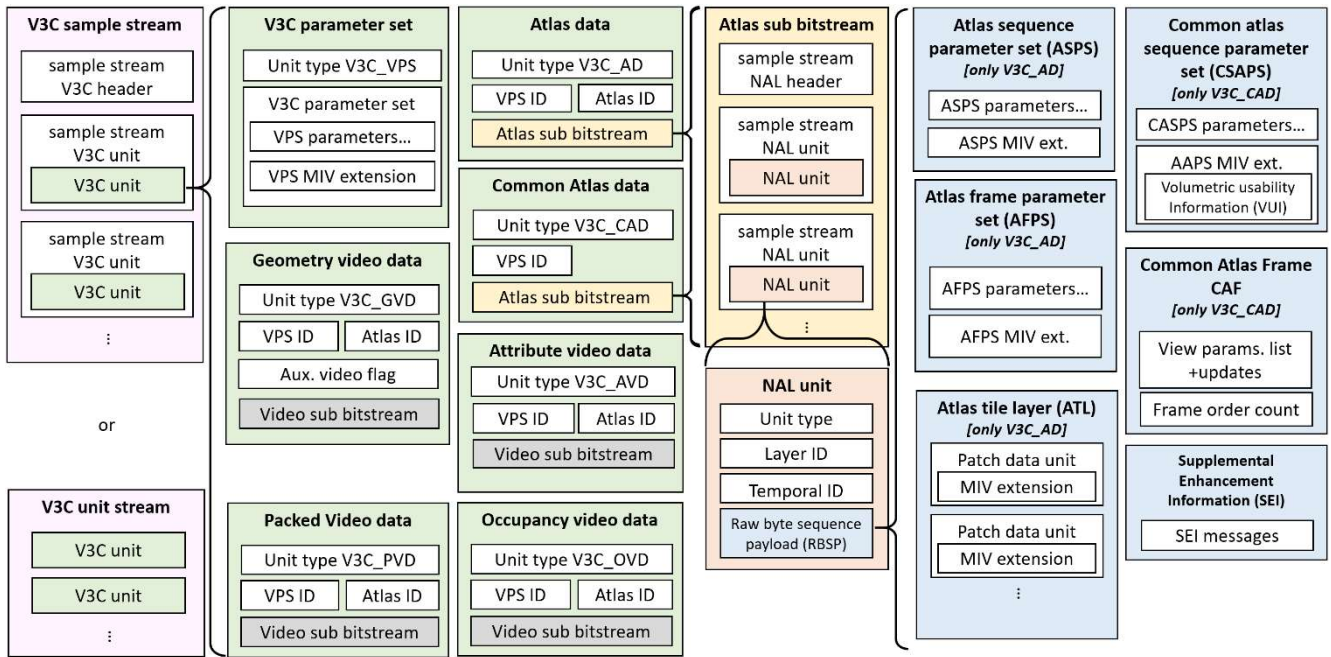 V3C sample stream
sample stream
V3C header
sample stream
V3C unit
V3C unit
sample stream
V3C unit
V3C unit
⋮
or
V3C unit stream
V3C unit
V3C unit
⋮
V3C parameter set
Unit type V3C_VPS
V3C parameter set
VPS parameters...
VPS MIV extension
Geometry video data
Unit type V3C_GVD
VPS ID
Atlas ID
Aux. video flag
Video sub bitstream
Packed Video data
Unit type V3C_PVD
VPS ID
Atlas ID
Video sub bitstream
Atlas data
Unit type V3C_AD
VPS ID
Atlas ID
Atlas sub bitstream
Common Atlas data
Unit type V3C_CAD
VPS ID
Atlas sub bitstream
Attribute video data
Unit type V3C_AVD
VPS ID
Atlas ID
Video sub bitstream
Occupancy video data
Unit type V3C_OVD
VPS ID
Atlas ID
Video sub bitstream
Atlas sub bitstream
sample stream
NAL header
sample stream
NAL unit
NAL unit
sample stream
NAL unit
NAL unit
⋮
NAL unit
Unit type
Layer ID
Temporal ID
Raw byte sequence
payload (RBSP)
Atlas sequence
parameter set (ASPS)
[only V3C_AD]
ASPS parameters...
ASPS MIV ext.
Atlas frame parameter
set (AFPS)
[only V3C_AD]
AFPS parameters...
AFPS MIV ext.
Atlas tile layer (ATL)
[only V3C_AD]
Patch data unit
MIV extension
Patch data unit
MIV extension
⋮
Common atlas
sequence parameter
set (CSAPS)
[only V3C_CAD]
CASPS parameters...
AAPS MIV ext.
Volumetric usability
Information (VUI)
Common Atlas Frame
CAF
[only V3C_CAD]
View params. list
+updates
Frame order count
Supplemental
Enhancement
Information (SEI)
SEI messages